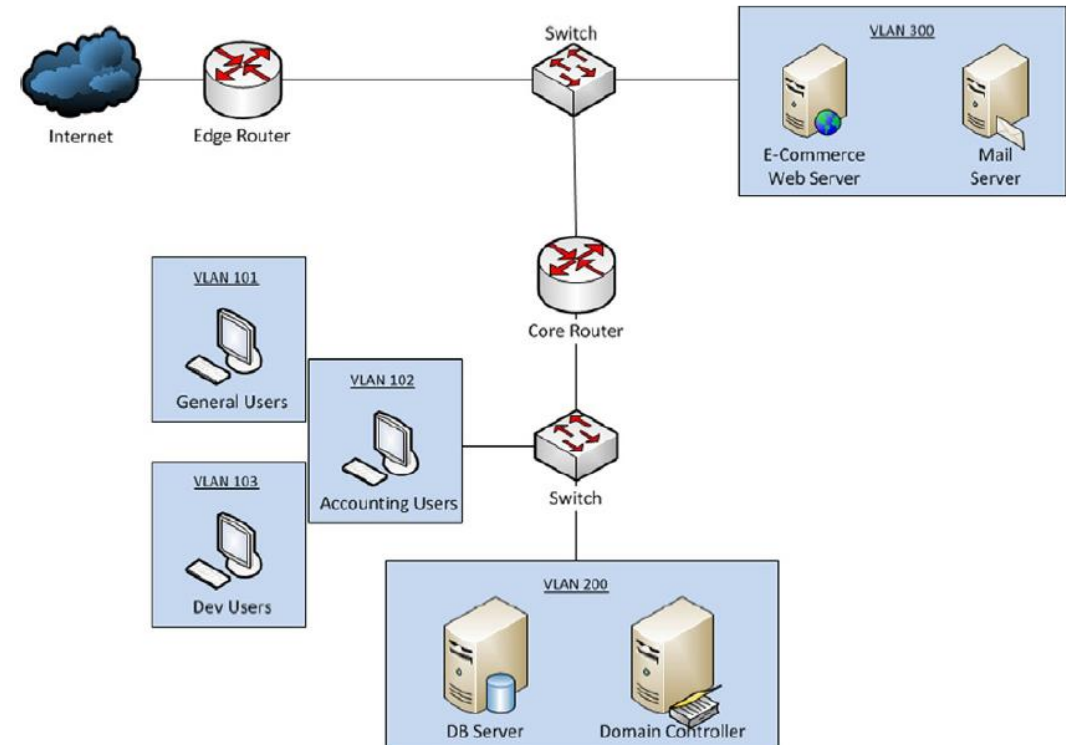 Switch
VLAN 300
Internet
Edge Router
E-Commerce
Web Server
Mail
Server
VLAN 101
General Users
Core Router
VLAN 102
Accounting Users
VLAN 103
Dev Users
Switch
VLAN 200
DB Server
Domain Controller